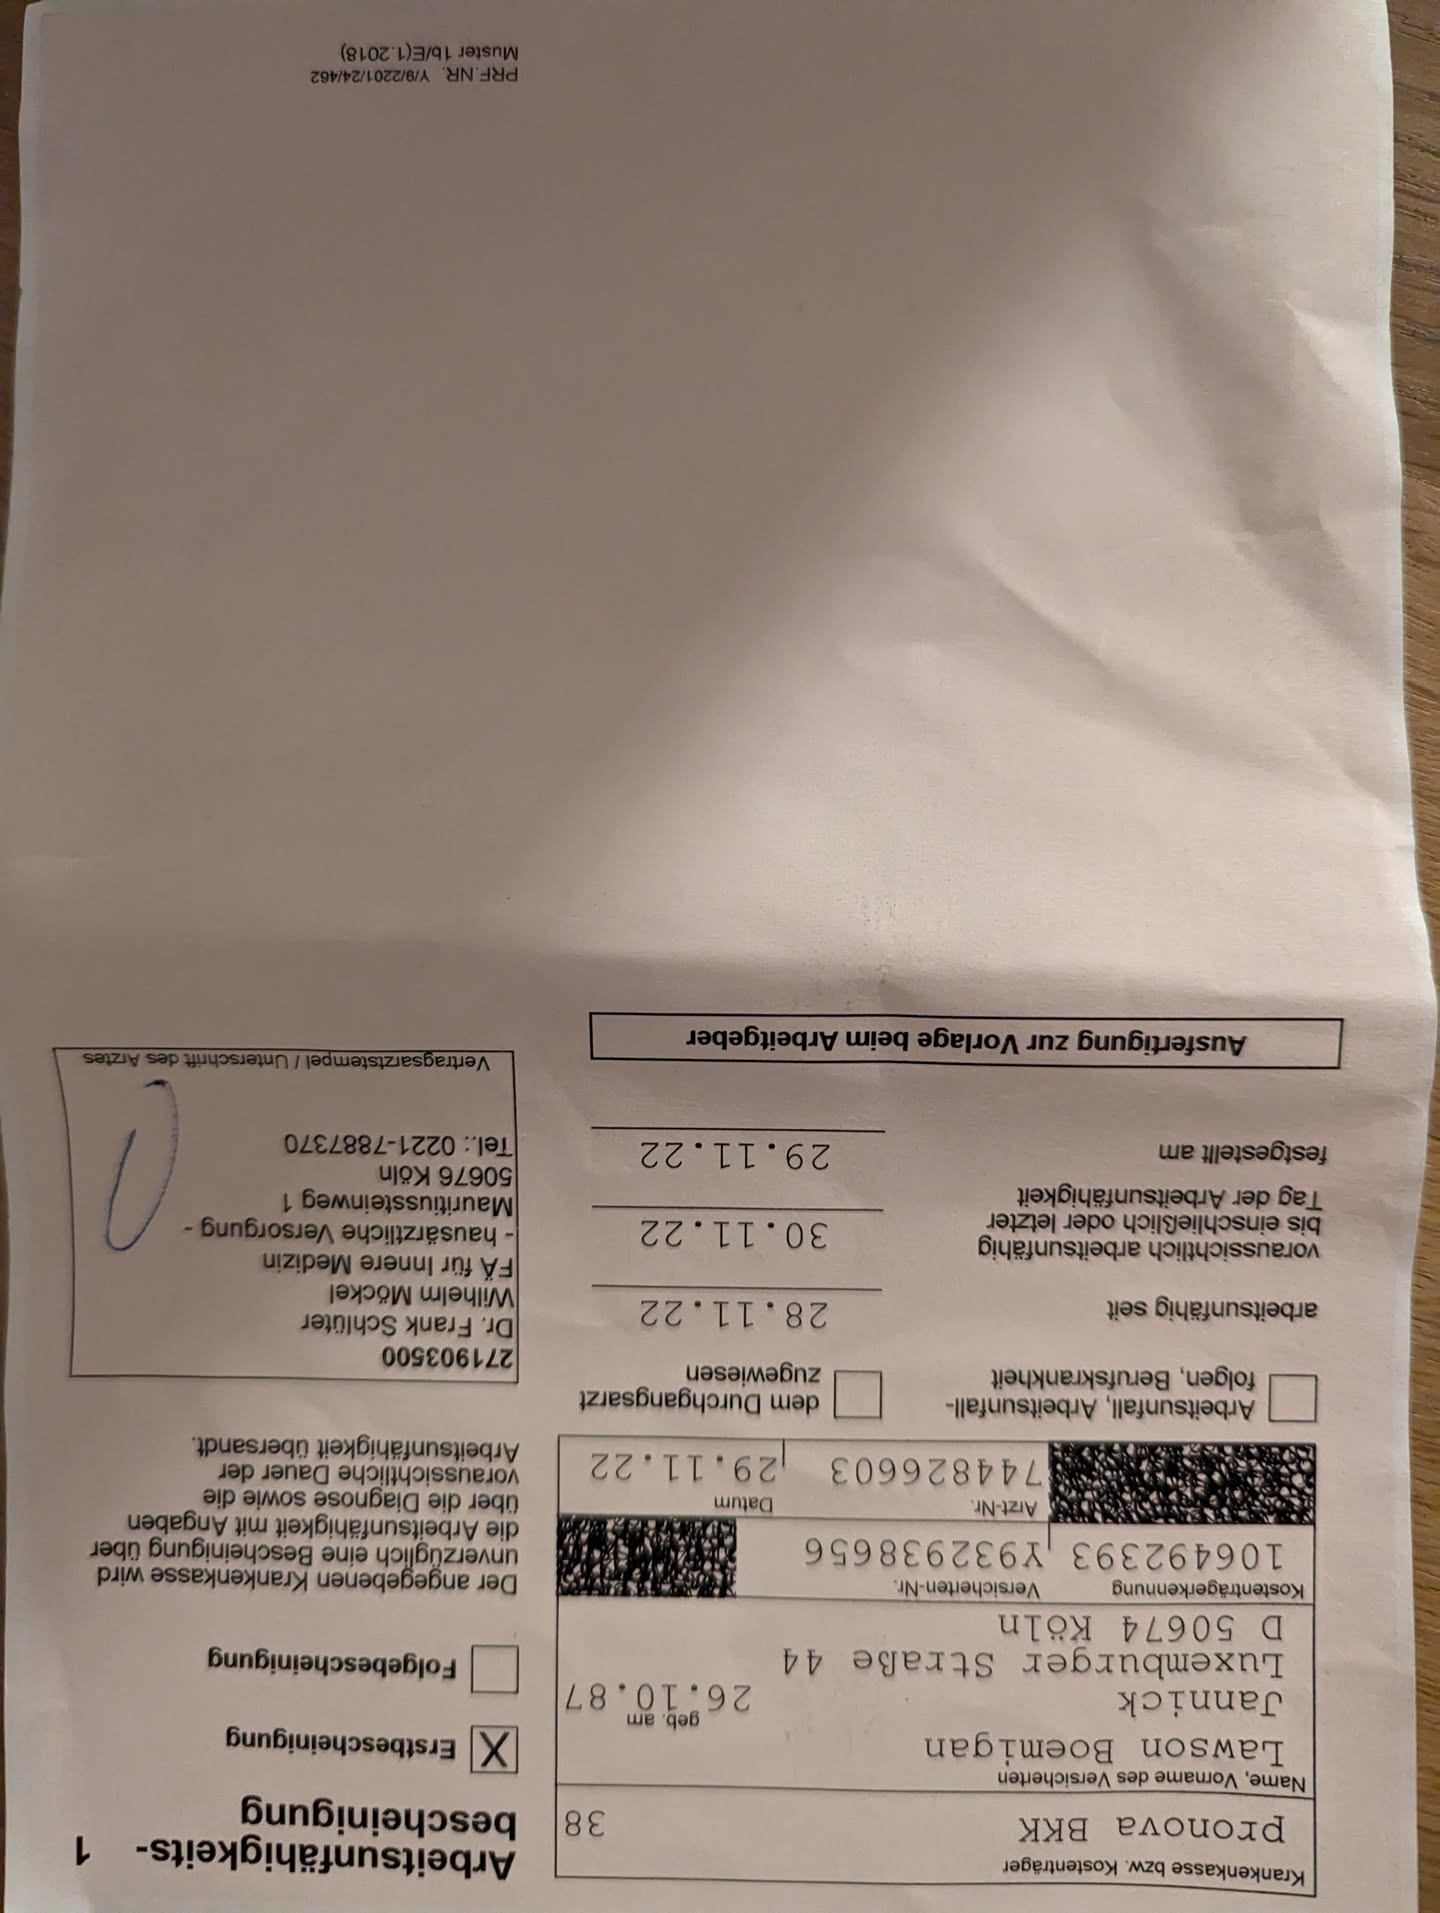 Krankenkasse bzw. Kostenträger
pronova BKK 38
Name, Vorname des Versicherten
Lawson Boemigan
Jannick
geb. am
26.10.87
Luxemburger Straße 44
D 50674 Köln
Kostenträgerkennung Versicherten-Nr.
106492393 Y932938656
Arzt-Nr. Datum
744826603 29.11.22
Arbeitsunfall, Arbeitsunfall-
folgen, Berufskrankheit
dem Durchgangsarzt
zugewiesen
arbeitsunfähig seit 28.11.22
voraussichtlich arbeitsunfähig
bis einschließlich oder letzter
Tag der Arbeitsunfähigkeit
30.11.22
festgestellt am 29.11.22
Ausfertigung zur Vorlage beim Arbeitgeber
Arbeitsunfähigkeits- 1
bescheinigung
X Erstbescheinigung
Folgebescheinigung
Der angegebenen Krankenkasse wird
unverzüglich eine Bescheinigung über
die Arbeitsunfähigkeit mit Angaben
über die Diagnose sowie die
voraussichtliche Dauer der
Arbeitsunfähigkeit übersandt.
271903500
Dr. Frank Schlüter
Wilhelm Möckel
FÄ für Innere Medizin
- hausärztliche Versorgung -
Mauritiussteinweg 1
50676 Köln
Tel.: 0221-7887370
Vertragsarztstempel / Unterschrift des Arztes
PRF.NR. Y/9/2201/24/462
Muster 1b/E(1.2018)